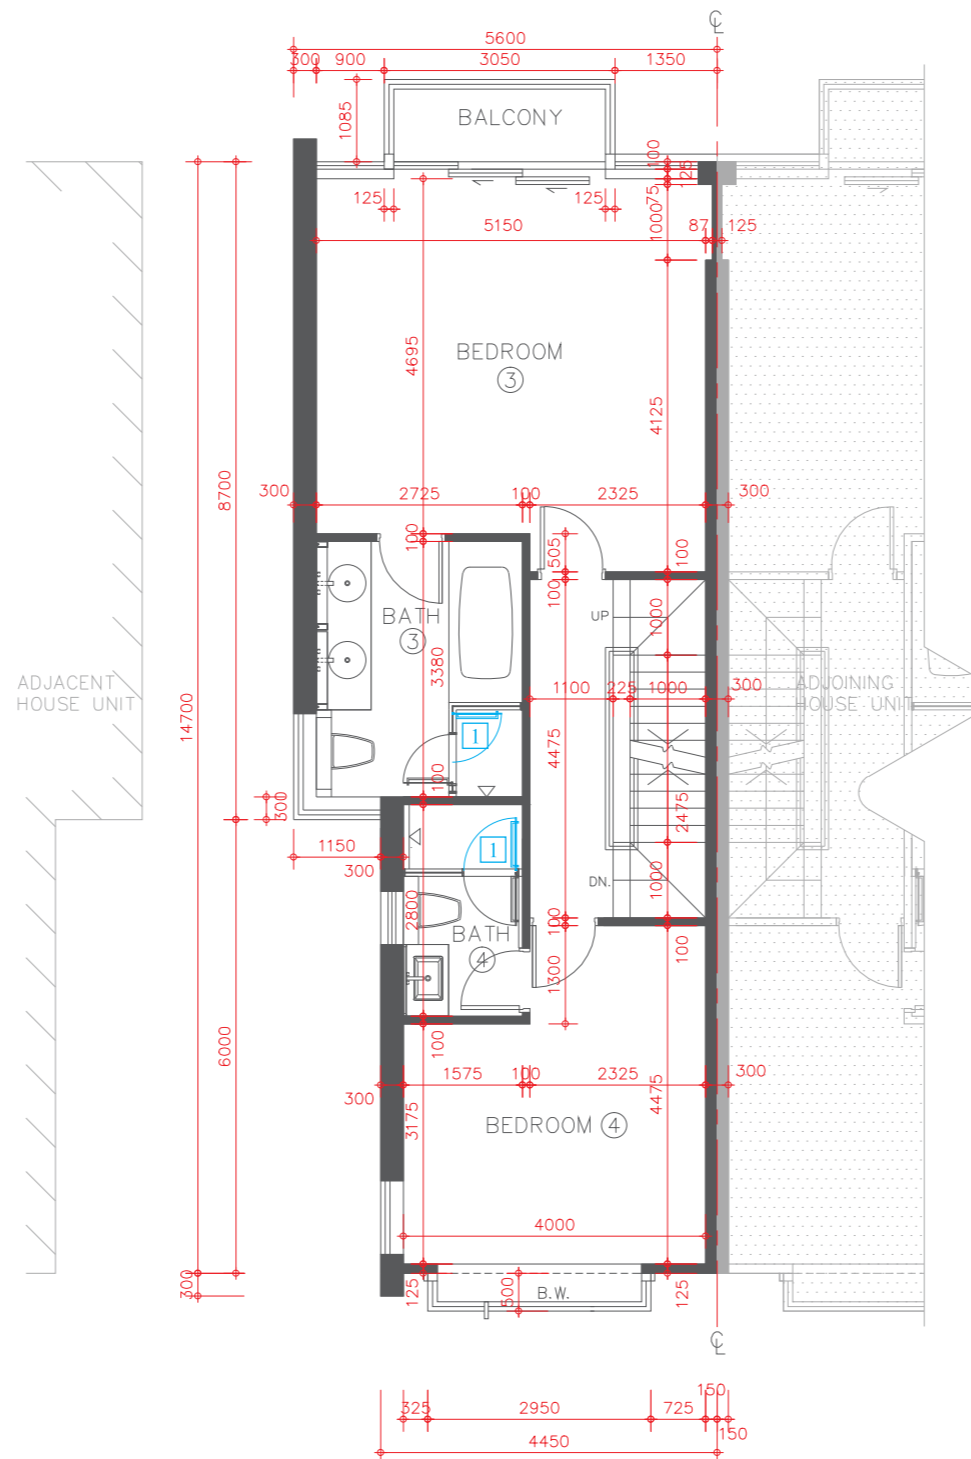 ℄
5600
300 900 3050 1350
1085
BALCONY
100
125
75
125 125
1000
87 125
5150
BEDROOM
3
4695
4125
8700
14700
300 2725 100 2325 300
100
505
100
100
UP
1000
BATH
3
3380
ADJACENT
HOUSE UNIT
ADJOINING
HOUSE UNIT
1100 225 1000 300
1
4475
100
300
2475
1150
300
1
DN.
1000
2800
100
BATH
4
100
1300
6000
100
1575 100 2325 300
300
3175
4475
BEDROOM 4
4000
300
125
500
B.W.
125
℄
150
325 2950 725
150
4450